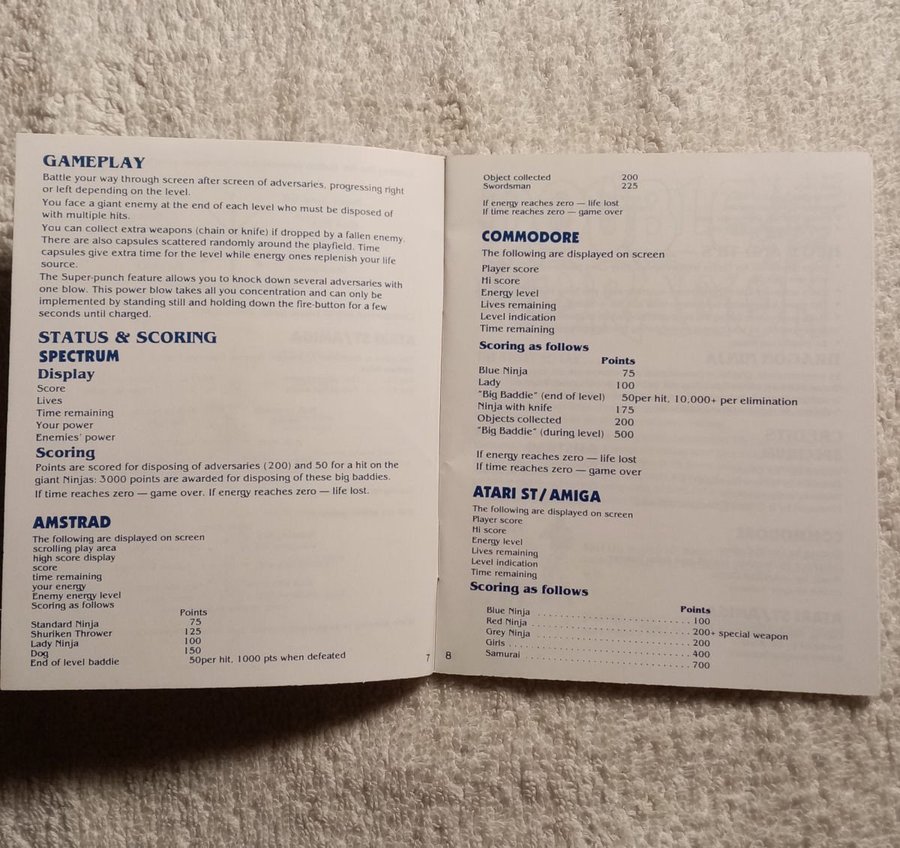 GAMEPLAY
Battle your way through screen after screen of adversaries, progressing right
or left depending on the level.
You face a giant enemy at the end of each level who must be disposed of
with multiple hits.
You can collect extra weapons (chain or knife) if dropped by a fallen enemy.
There are also capsules scattered randomly around the playfield. Time
capsules give extra time for the level while energy ones replenish your life
source.
The Super-punch feature allows you to knock down several adversaries with
one blow. This power blow takes all you concentration and can only be
implemented by standing still and holding down the fire-button for a few
seconds until charged.
STATUS & SCORING
SPECTRUM
Display
Score
Lives
Time remaining
Your power
Enemies' power
Scoring
Points are scored for disposing of adversaries (200) and 50 for a hit on the
giant Ninjas: 3000 points are awarded for disposing of these big baddies.
If time reaches zero — game over. If energy reaches zero — life lost.
AMSTRAD
The following are displayed on screen
scrolling play area
high score display
score
time remaining
your energy
Enemy energy level
Scoring as follows
Points
Standard Ninja 75
Shuriken Thrower 125
Lady Ninja 100
Dog 150
End of level baddie 50per hit, 1000 pts when defeated
7
Object collected 200
Swordsman 225
If energy reaches zero — life lost
If time reaches zero — game over
COMMODORE
The following are displayed on screen
Player score
Hi score
Energy level
Lives remaining
Level indication
Time remaining
Scoring as follows
Points
Blue Ninja 75
Lady 100
"Big Baddie" (end of level) 50per hit, 10,000+ per elimination
Ninja with knife 175
Objects collected 200
"Big Baddie" (during level) 500
If energy reaches zero — life lost
If time reaches zero — game over
ATARI ST/AMIGA
The following are displayed on screen
Player score
Hi score
Energy level
Lives remaining
Level indication
Time remaining
Scoring as follows
Points
Blue Ninja 100
Red Ninja 200+ special weapon
Grey Ninja 200
Girls 400
Samurai 700
8